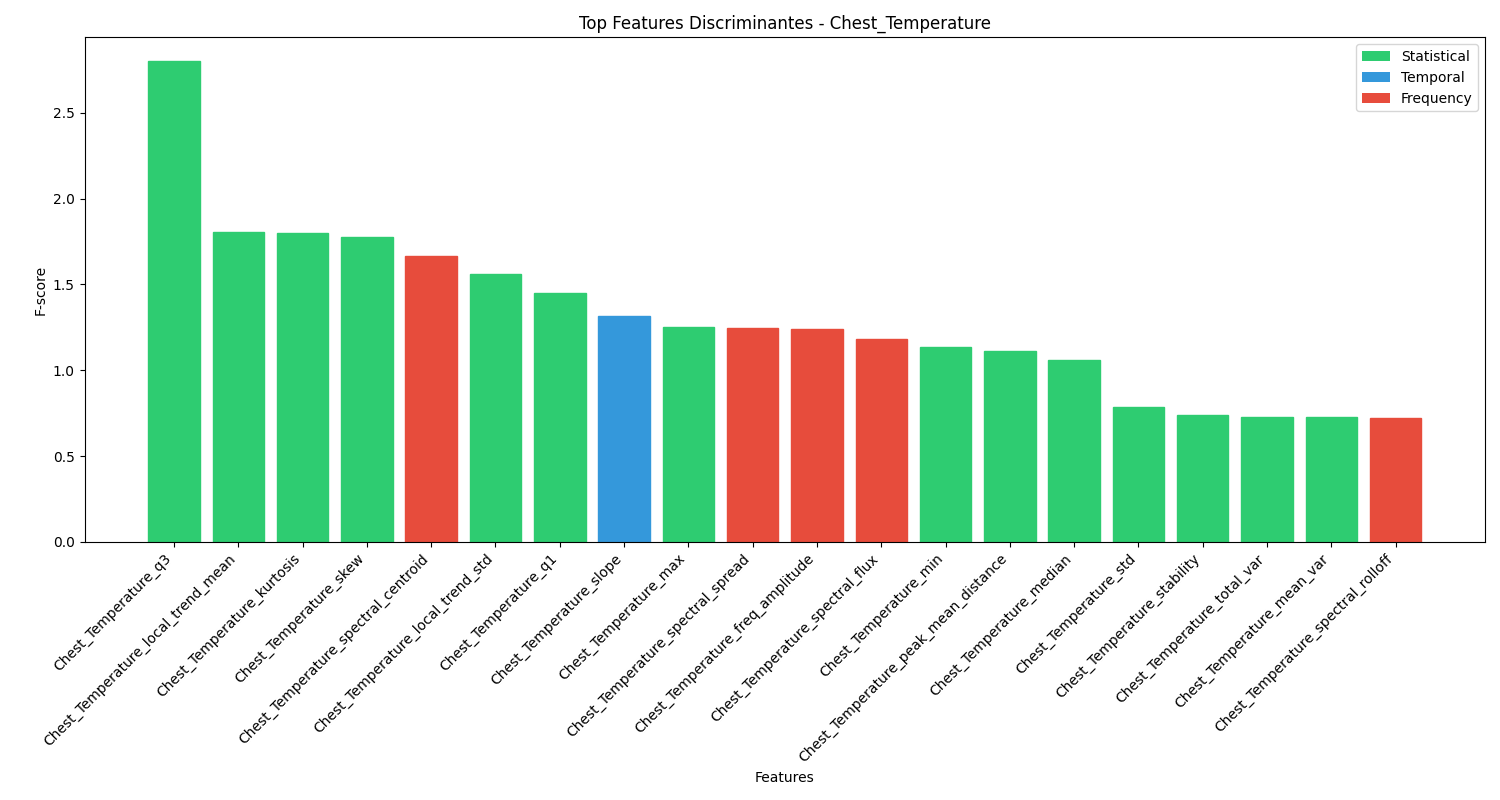 Top Features Discriminantes - Chest_Temperature
Statistical
Temporal
Frequency
F-score
2.5
2.0
1.5
1.0
0.5
0.0
Chest_Temperature_q3
Chest_Temperature_local_trend_mean
Chest_Temperature_kurtosis
Chest_Temperature_skew
Chest_Temperature_spectral_centroid
Chest_Temperature_local_trend_std
Chest_Temperature_q1
Chest_Temperature_slope
Chest_Temperature_max
Chest_Temperature_spectral_spread
Chest_Temperature_freq_amplitude
Chest_Temperature_spectral_flux
Chest_Temperature_min
Chest_Temperature_peak_mean_distance
Chest_Temperature_median
Chest_Temperature_std
Chest_Temperature_stability
Chest_Temperature_total_var
Chest_Temperature_mean_var
Chest_Temperature_spectral_rolloff
Features